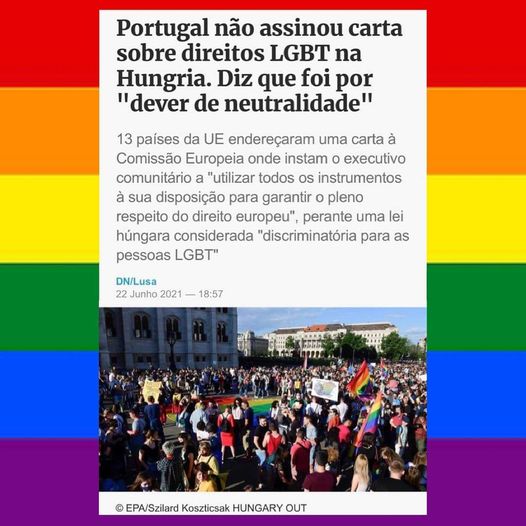 Portugal não assinou carta
sobre direitos LGBT na
Hungria. Diz que foi por
"dever de neutralidade"
13 países da UE endereçaram uma carta à
Comissão Europeia onde instam o executivo
comunitário a "utilizar todos os instrumentos
à sua disposição para garantir o pleno
respeito do direito europeu", perante uma lei
húngara considerada "discriminatória para as
pessoas LGBT"
DN/Lusa
22 Junho 2021 — 18:57
© EPA/Szilard Koszticsak HUNGARY OUT